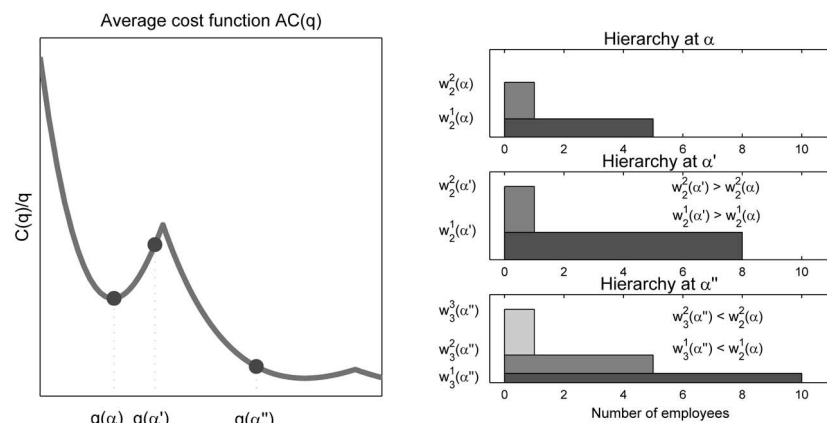 Average cost function AC(q)
C(q)/q
q(α) q(α') q(α'')
Hierarchy at α
w₂²(α)
w₂¹(α)
0 2 4 6 8 10
Hierarchy at α'
w₂²(α')
w₂¹(α')
w₂²(α') > w₂²(α)
w₂¹(α') > w₂¹(α)
0 2 4 6 8 10
Hierarchy at α''
w₃³(α'')
w₃²(α'')
w₃¹(α'')
w₃²(α'') < w₂²(α)
w₃¹(α'') < w₂¹(α)
0 2 4 6 8 10
Number of employees